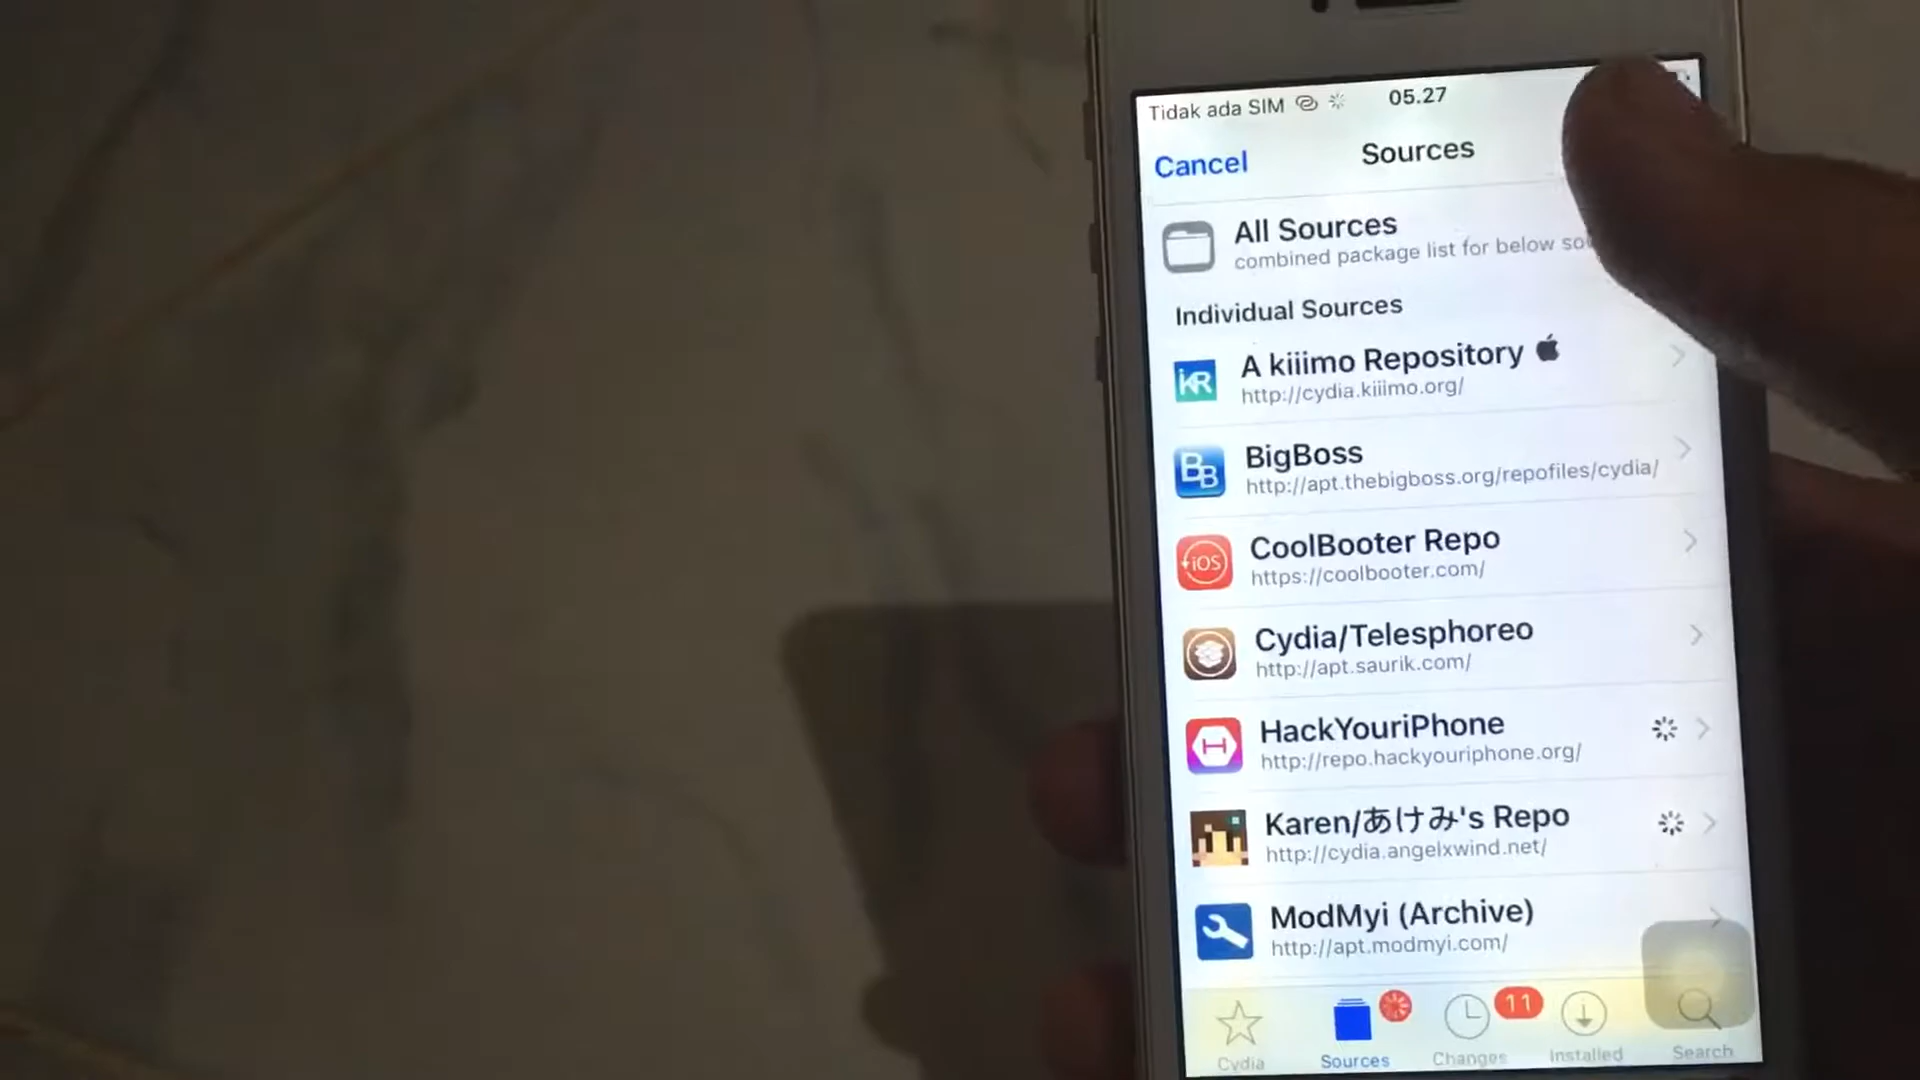 Tidak ada SIM 05.27
Cancel Sources
All Sources
combined package list for below
Individual Sources
A kiiimo Repository
http://cydia.kiiimo.org/
BigBoss
http://apt.thebigboss.org/repofiles/cydia/
iOS
CoolBooter Repo
https://coolbooter.com/
Cydia/Telesphoreo
http://apt.saurik.com/
HackYouriPhone
http://repo.hackyouriphone.org/
Karen/あけみ's Repo
http://cydia.angelxwind.net/
ModMyi (Archive)
http://apt.modmyi.com/
11
Cydia Sources Changes Installed Search